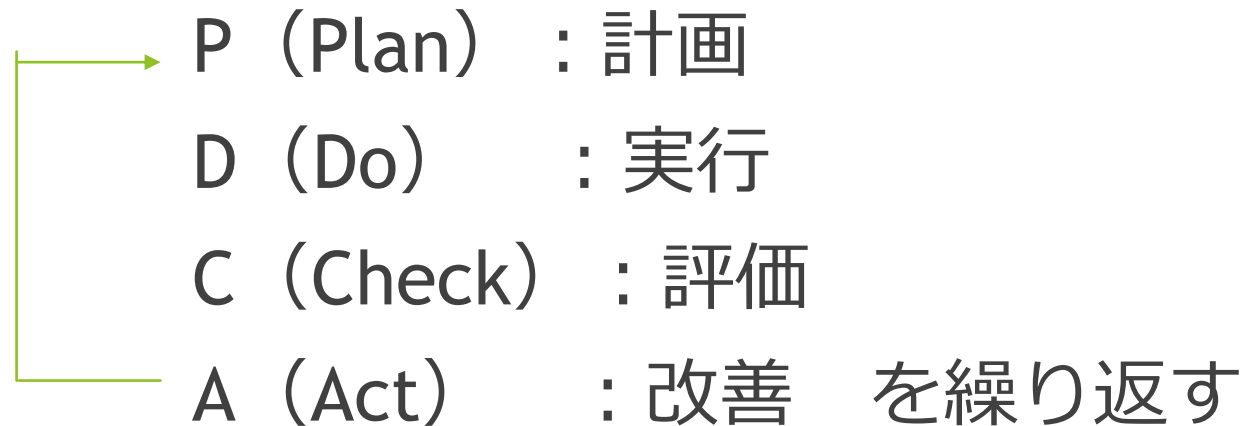 P（Plan）：計画
D（Do）　：実行
C（Check）：評価
A（Act）　：改善　を繰り返す